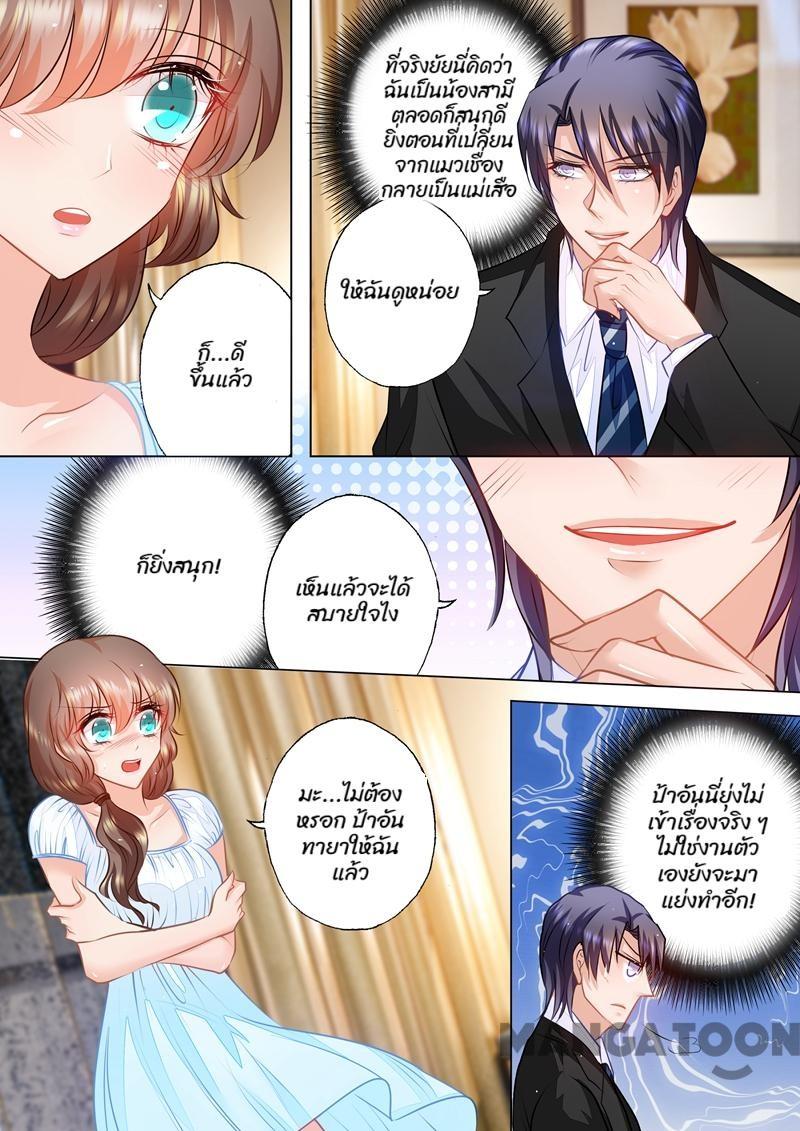 ก็...ดี
ขึ้นแล้ว
ที่จริงยัยนี่คิดว่า
ฉันเป็นน้องสามี
ตลอดก็สนุกดี
ยิ่งตอนที่เปลี่ยน
จากแมวเชื่อง
กลายเป็นแม่เสือ
ให้ฉันดูหน่อย
ก็ยิ่งสนุก!
เห็นแล้วจะได้
สบายใจไง
มะ...ไม่ต้อง
หรอก ป้าอัน
ทายาให้ฉัน
แล้ว
ป้าอันนี่ยุ่งไม่
เข้าเรื่องจริง ๆ
ไม่ใช่งานตัว
เองยังจะมา
แย่งทำอีก!
MANGATOON